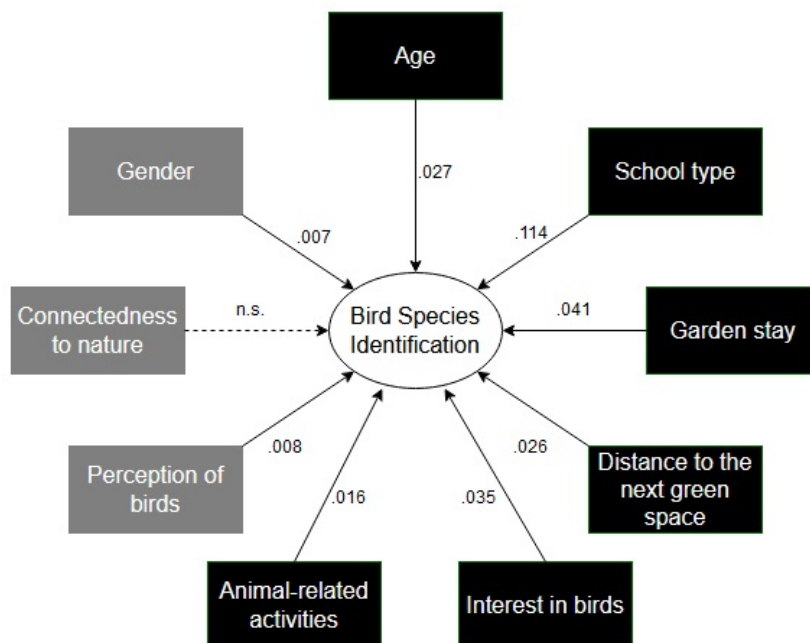 Age
Gender
School type
.027
.007
.114
Connectedness
to nature
n.s.
Bird Species
Identification
.041
Garden stay
Perception of
birds
.008
.016
.035
.026
Distance to the
next green
space
Animal-related
activities
Interest in birds